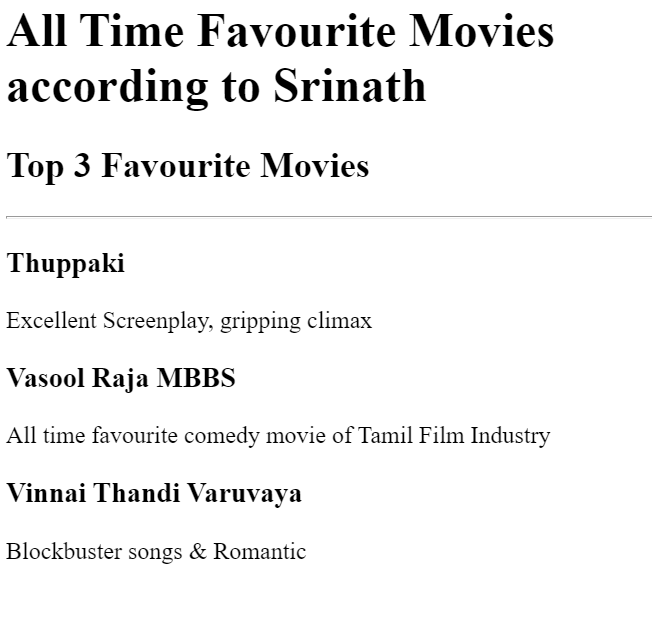 All Time Favourite Movies
according to Srinath
Top 3 Favourite Movies
Thuppaki
Excellent Screenplay, gripping climax
Vasool Raja MBBS
All time favourite comedy movie of Tamil Film Industry
Vinnai Thandi Varuvaya
Blockbuster songs & Romantic